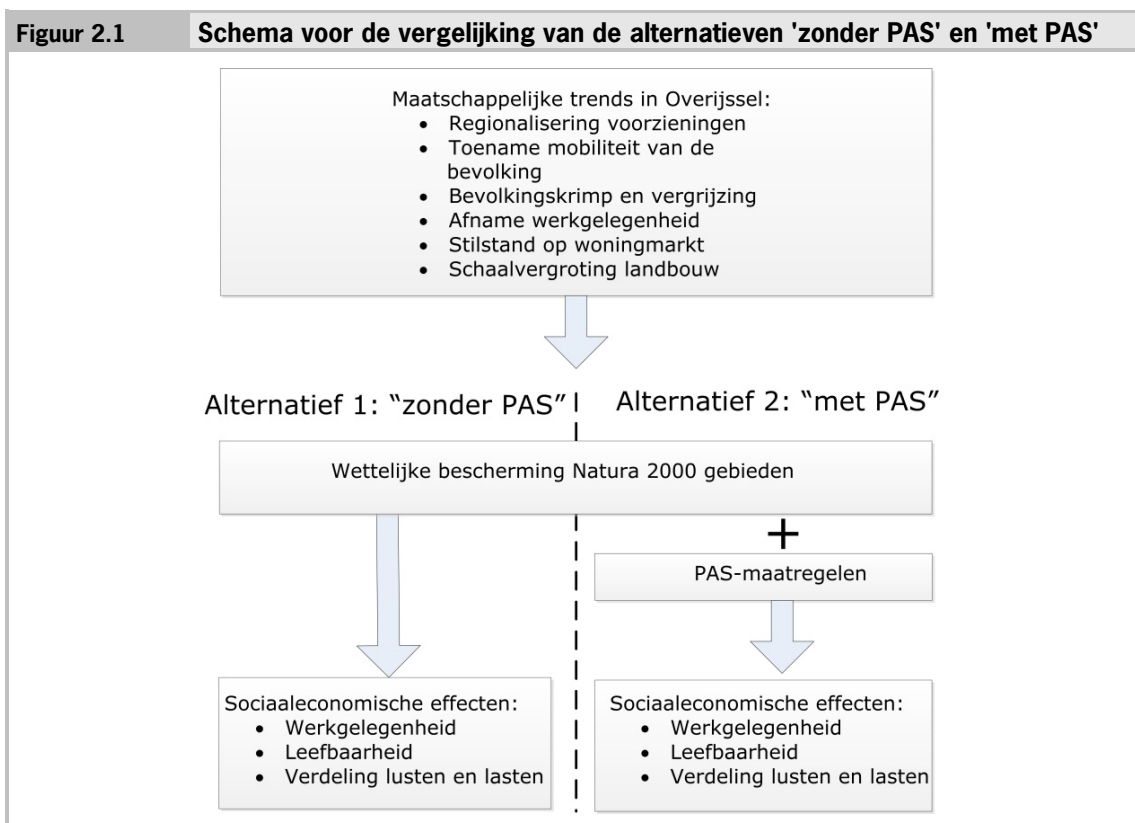 Figuur 2.1 Schema voor de vergelijking van de alternatieven 'zonder PAS' en 'met PAS'
Maatschappelijke trends in Overijssel:
• Regionalisering voorzieningen
• Toename mobiliteit van de
bevolking
• Bevolkingskrimp en vergrijzing
• Afname werkgelegenheid
• Stilstand op woningmarkt
• Schaalvergroting landbouw
Alternatief 1: “zonder PAS”
Alternatief 2: “met PAS”
Wettelijke bescherming Natura 2000 gebieden
+
PAS-maatregelen
Sociaaleconomische effecten:
• Werkgelegenheid
• Leefbaarheid
• Verdeling lusten en lasten
Sociaaleconomische effecten:
• Werkgelegenheid
• Leefbaarheid
• Verdeling lusten en lasten